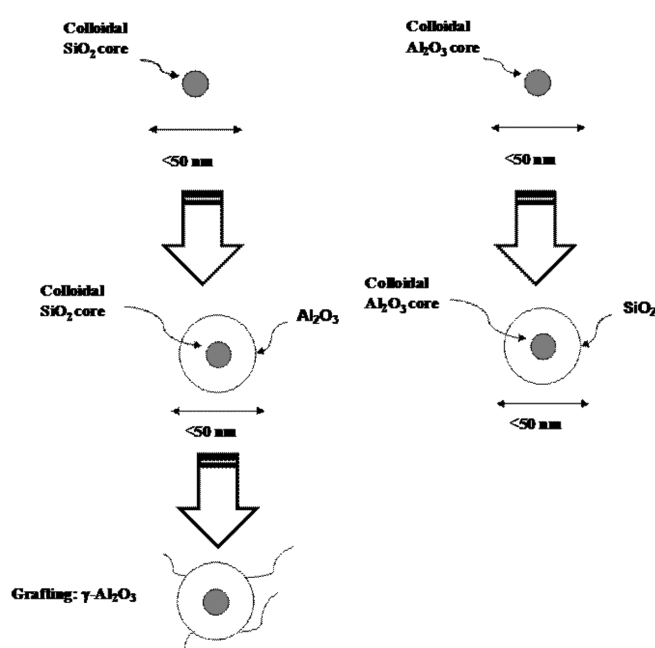 Colloidal
SiO₂ core
<50 nm
Colloidal
SiO₂ core
Al₂O₃
<50 nm
Grafting: γ-Al₂O₃
Colloidal
Al₂O₃ core
<50 nm
Colloidal
Al₂O₃ core
SiO₂
<50 nm